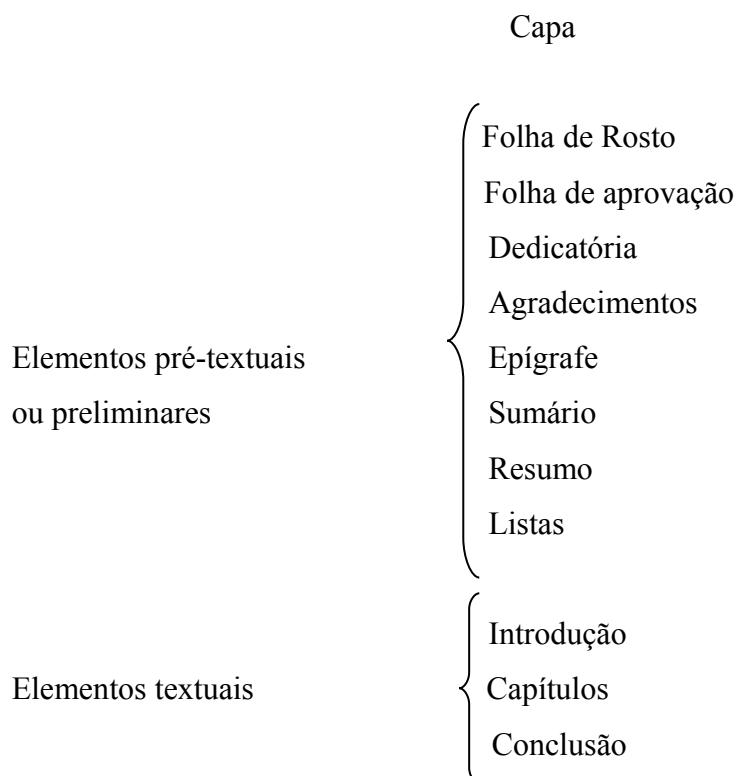 Capa
Folha de Rosto
Folha de aprovação
Dedicatória
Agradecimentos
Elementos pré-textuais
ou preliminares
Epígrafe
Sumário
Resumo
Listas
Introdução
Elementos textuais
Capítulos
Conclusão